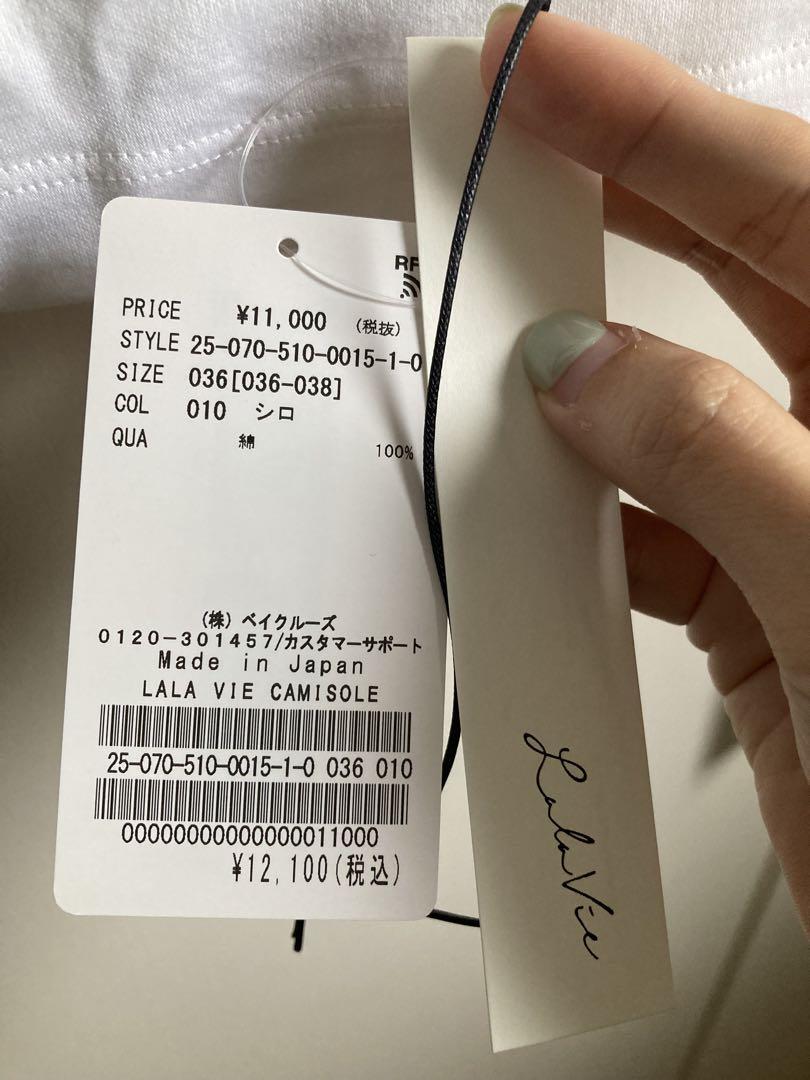 RF
PRICE ¥11,000 (税抜)
STYLE 25-070-510-0015-1-0
SIZE 036[036-038]
COL 010 シロ
QUA 綿 100%
(株) ベイクルーズ
0120-301457/カスタマーサポート
Made in Japan
LALA VIE CAMISOLE
25-070-510-0015-1-0 036 010
00000000000000011000
¥12,100(税込)
LalaVie